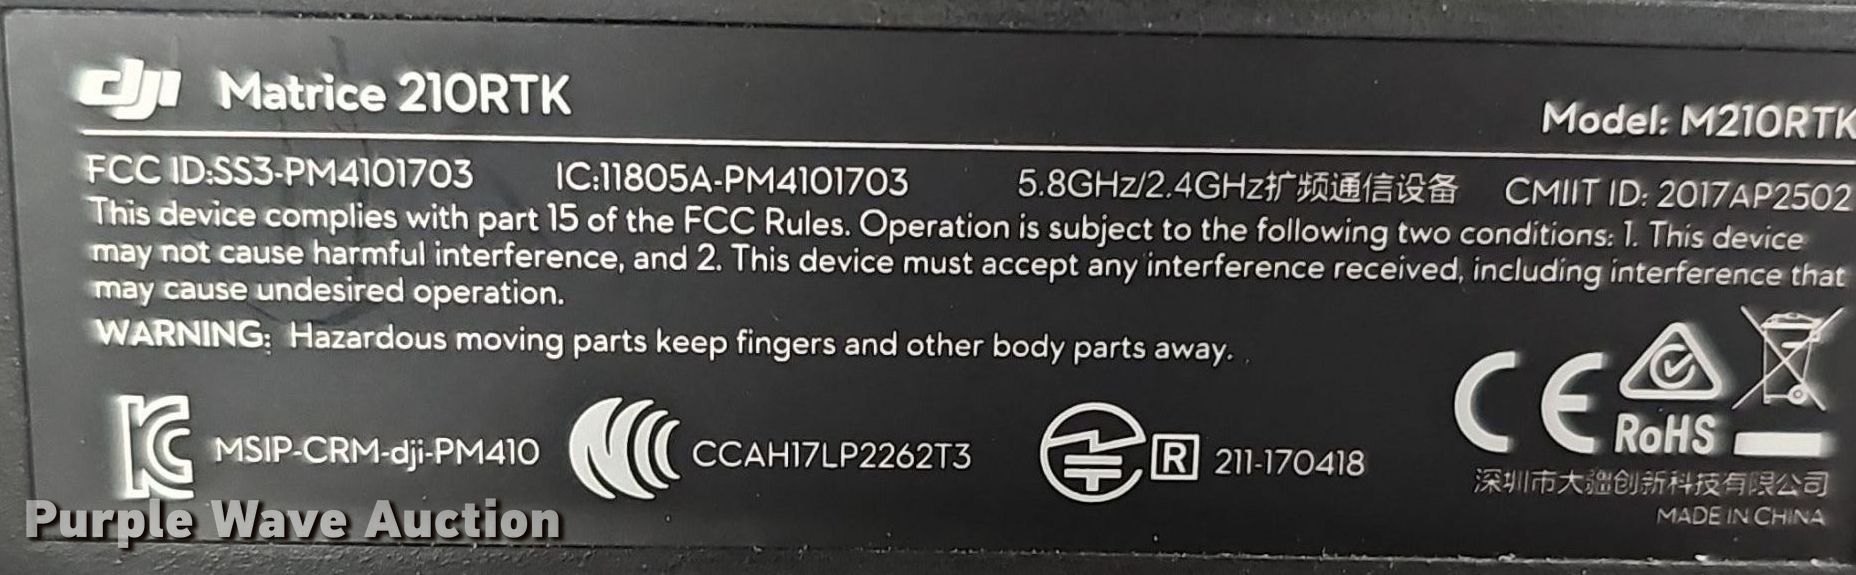 dji Matrice 210RTK Model: M210RTK
FCC ID:SS3-PM4101703 IC:11805A-PM4101703 5.8GHz/2.4GHz扩频通信设备 CMIIT ID: 2017AP2502
This device complies with part 15 of the FCC Rules. Operation is subject to the following two conditions: 1. This device
may not cause harmful interference, and 2. This device must accept any interference received, including interference that
may cause undesired operation.
WARNING: Hazardous moving parts keep fingers and other body parts away.
CE RoHS
MSIP-CRM-dji-PM410 CCAH17LP2262T3 R 211-170418
深圳市大疆创新科技有限公司
MADE IN CHINA
Purple Wave Auction